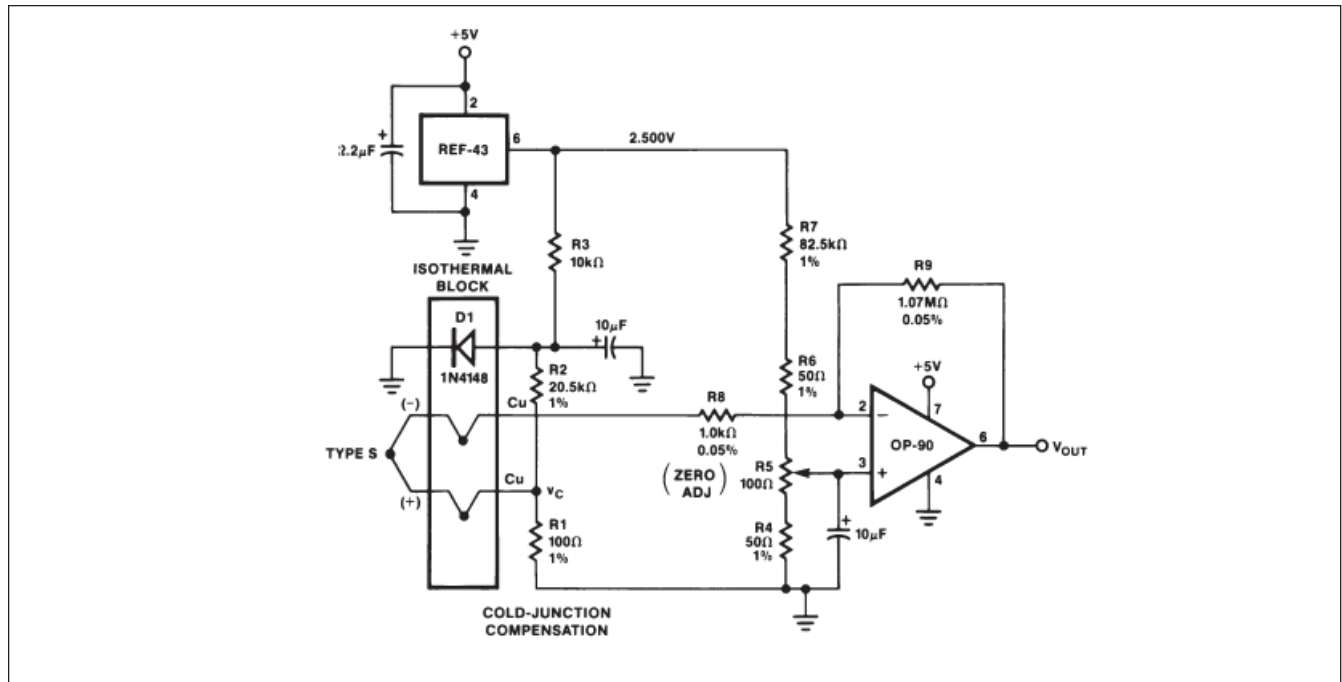 +5V
2
REF-43
6
2.500V
2.2µF
+
4
R3
10kΩ
R7
82.5kΩ
1%
ISOTHERMAL
BLOCK
D1
1N4148
10µF
+
R2
20.5kΩ
1%
R9
1.07MΩ
0.05%
R6
50Ω
1%
+5V
7
(-)
Cu
R8
1.0kΩ
0.05%
2
−
OP-90
6
VOUT
TYPE S
(+)
Cu
vC
(ZERO
ADJ)
R5
100Ω
3
+
4
R1
100Ω
1%
R4
50Ω
1%
+
10µF
COLD-JUNCTION
COMPENSATION